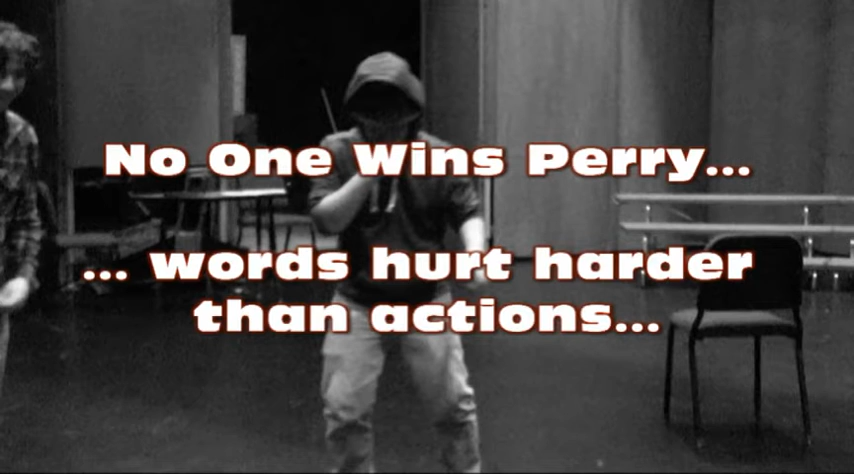 No One Wins Perry...
... words hurt harder
than actions...